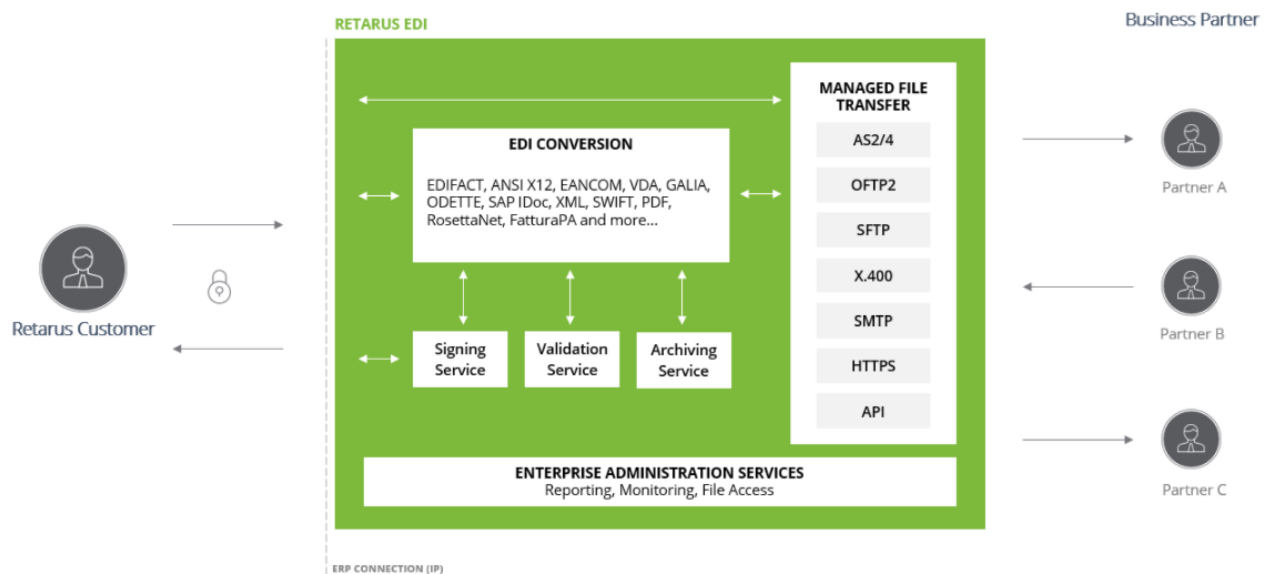 RETARUS EDI
Business Partner
MANAGED FILE
TRANSFER
AS2/4
OFTP2
SFTP
X.400
SMTP
HTTPS
API
EDI CONVERSION
EDIFACT, ANSI X12, EANCOM, VDA, GALIA,
ODETTE, SAP IDoc, XML, SWIFT, PDF,
RosettaNet, FatturaPA and more...
Signing
Service
Validation
Service
Archiving
Service
ENTERPRISE ADMINISTRATION SERVICES
Reporting, Monitoring, File Access
Retarus Customer
Partner A
Partner B
Partner C
ERP CONNECTION (IP)